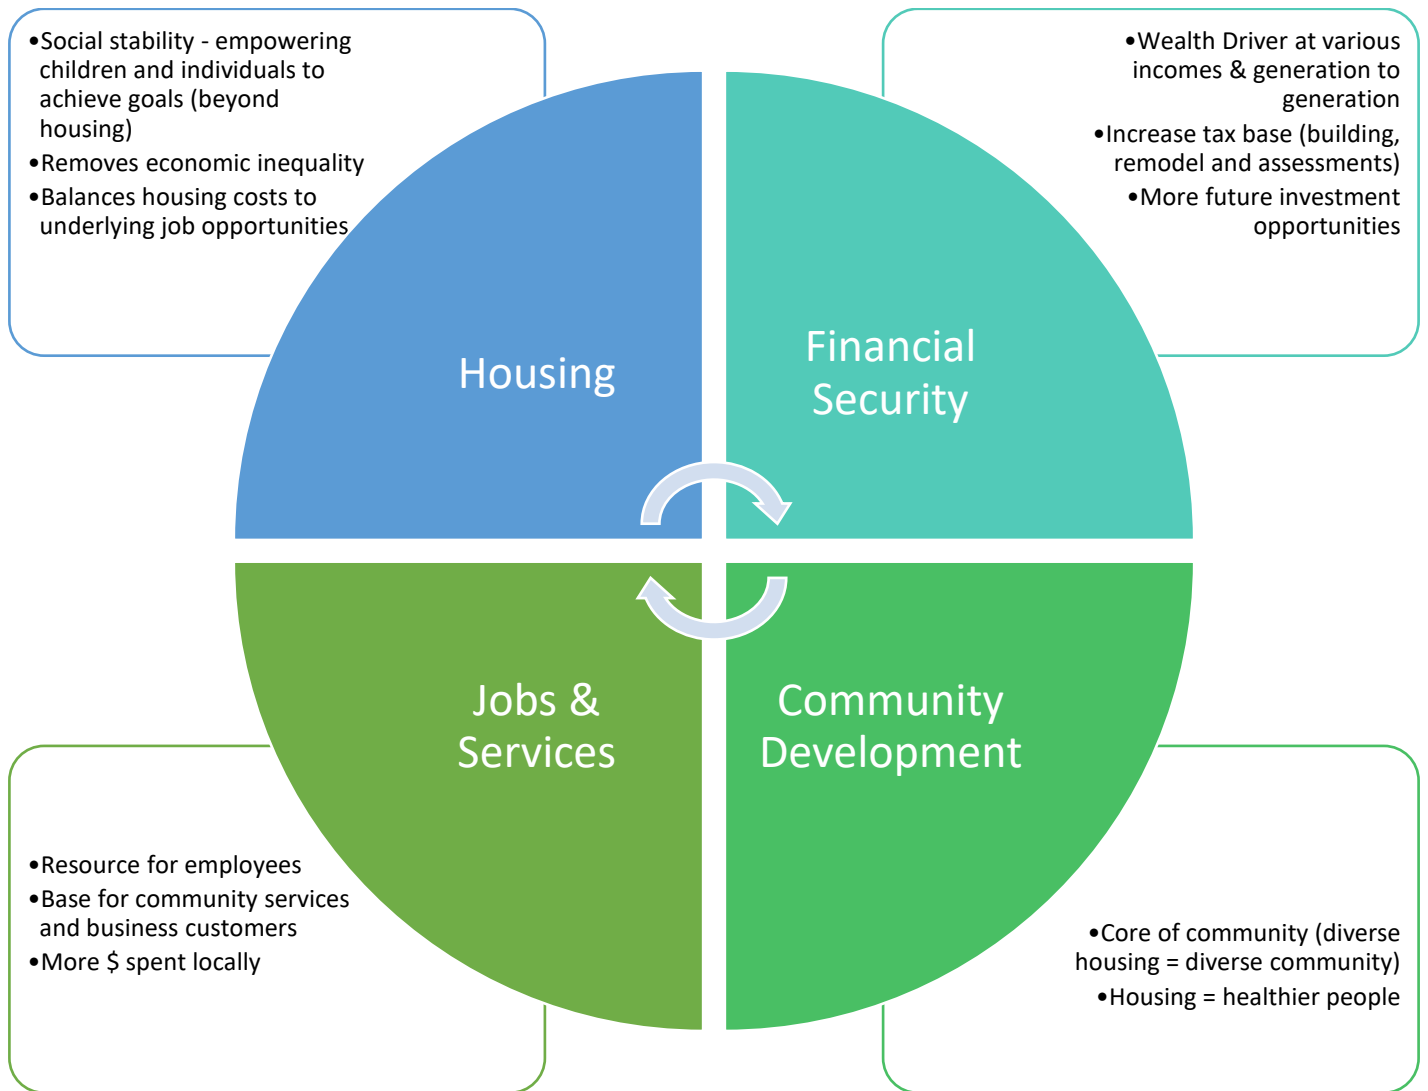 •Social stability - empowering
children and individuals to
achieve goals (beyond
housing)
•Removes economic inequality
•Balances housing costs to
underlying job opportunities
•Wealth Driver at various
incomes & generation to
generation
•Increase tax base (building,
remodel and assessments)
•More future investment
opportunities
Housing
Financial
Security
Jobs &
Services
Community
Development
•Resource for employees
•Base for community services
and business customers
•More $ spent locally
•Core of community (diverse
housing = diverse community)
•Housing = healthier people